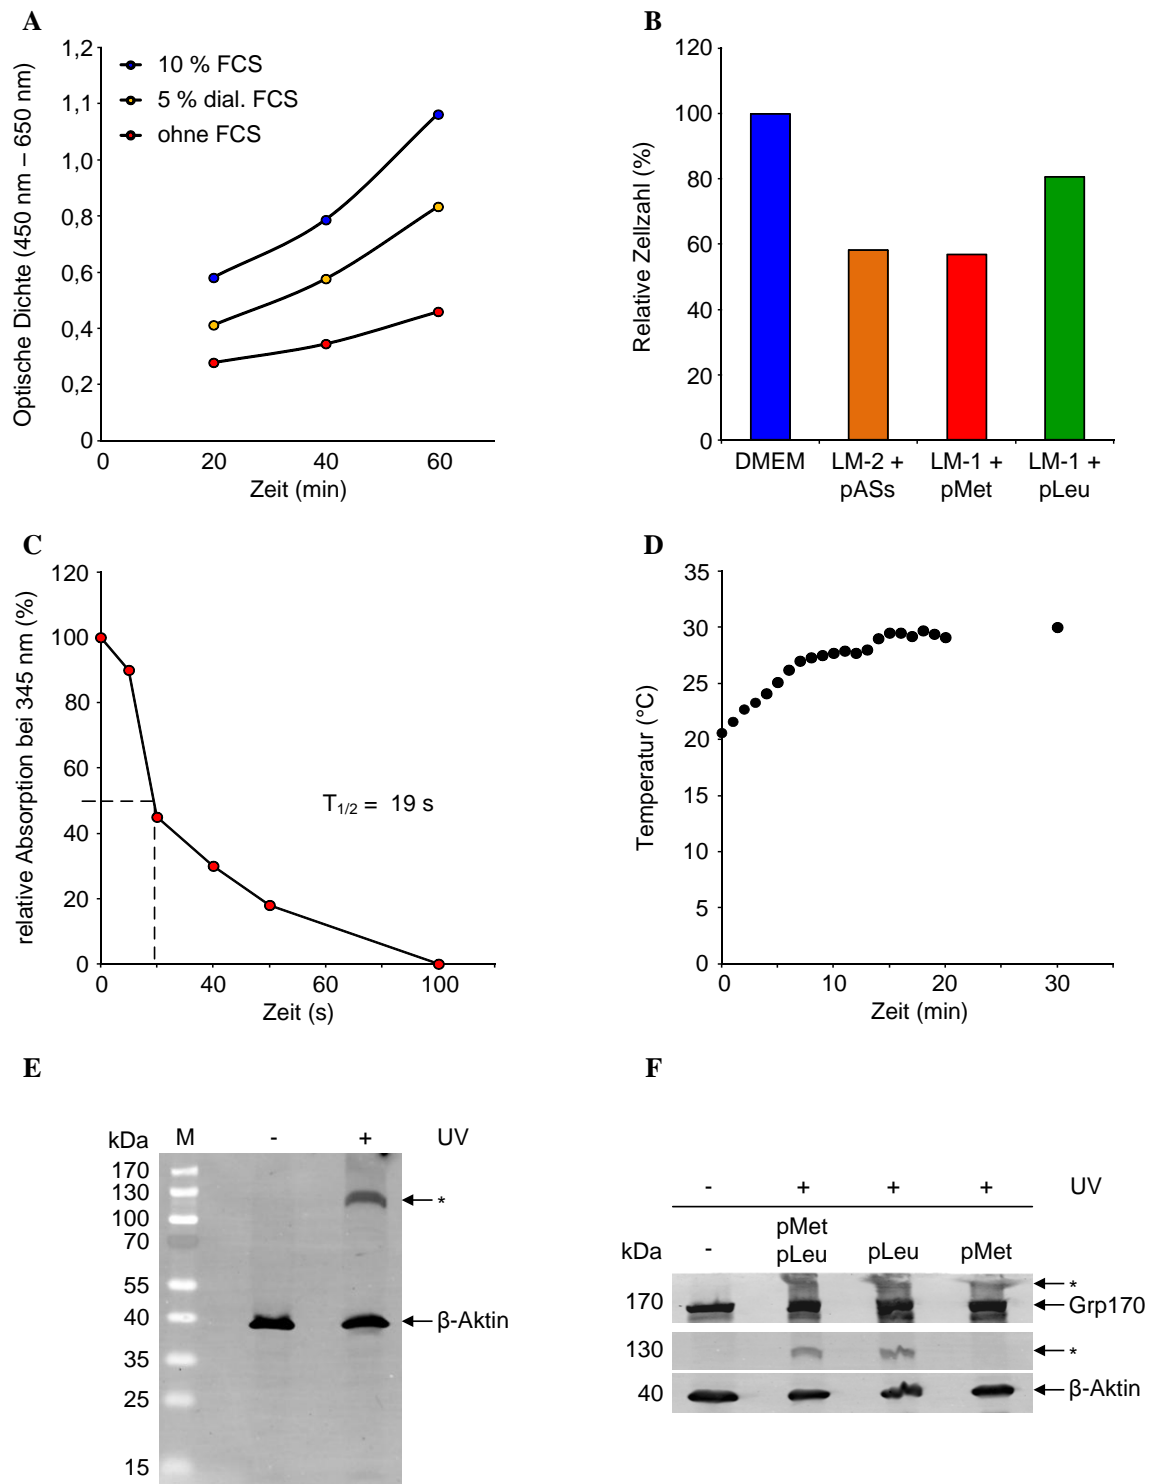 A
Optische Dichte (450 nm – 650 nm)
1,2
1,1
1,0
0,8
0,6
0,4
0,2
0
10 % FCS
5 % dial. FCS
ohne FCS
0 20 40 60
Zeit (min)
B
Relative Zellzahl (%)
120
100
80
60
40
20
0
DMEM LM-2 + LM-1 + LM-1 +
pASs pMet pLeu
C
relative Absorption bei 345 nm (%)
120
100
80
60
40
20
0
T1/2 = 19 s
0 40 60 100
Zeit (s)
D
Temperatur (°C)
35
30
25
20
15
10
5
0
0 10 20 30
Zeit (min)
E
kDa M - + UV
170
130
100
70
55
40
35
25
15
*
β-Aktin
F
- + + + UV
pMet
kDa - pLeu pLeu pMet
*
170 Grp170
130 *
40 β-Aktin